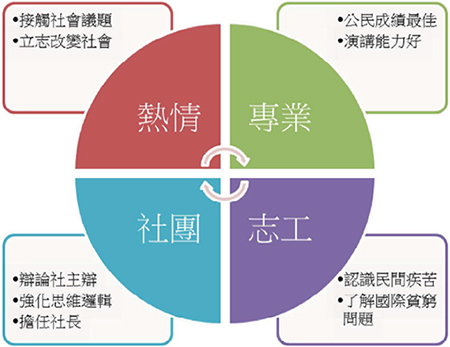 •接觸社會議題
•立志改變社會
•公民成績最佳
•演講能力好
熱情
專業
社團
志工
•辯論社主辯
•強化思維邏輯
•擔任社長
•認識民間疾苦
•了解國際貧窮
問題